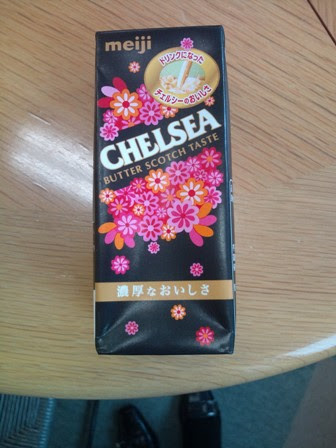 meiji
ドリンクになった
チェルシーのおいしさ
CHELSEA
BUTTER SCOTCH TASTE
濃厚なおいしさ